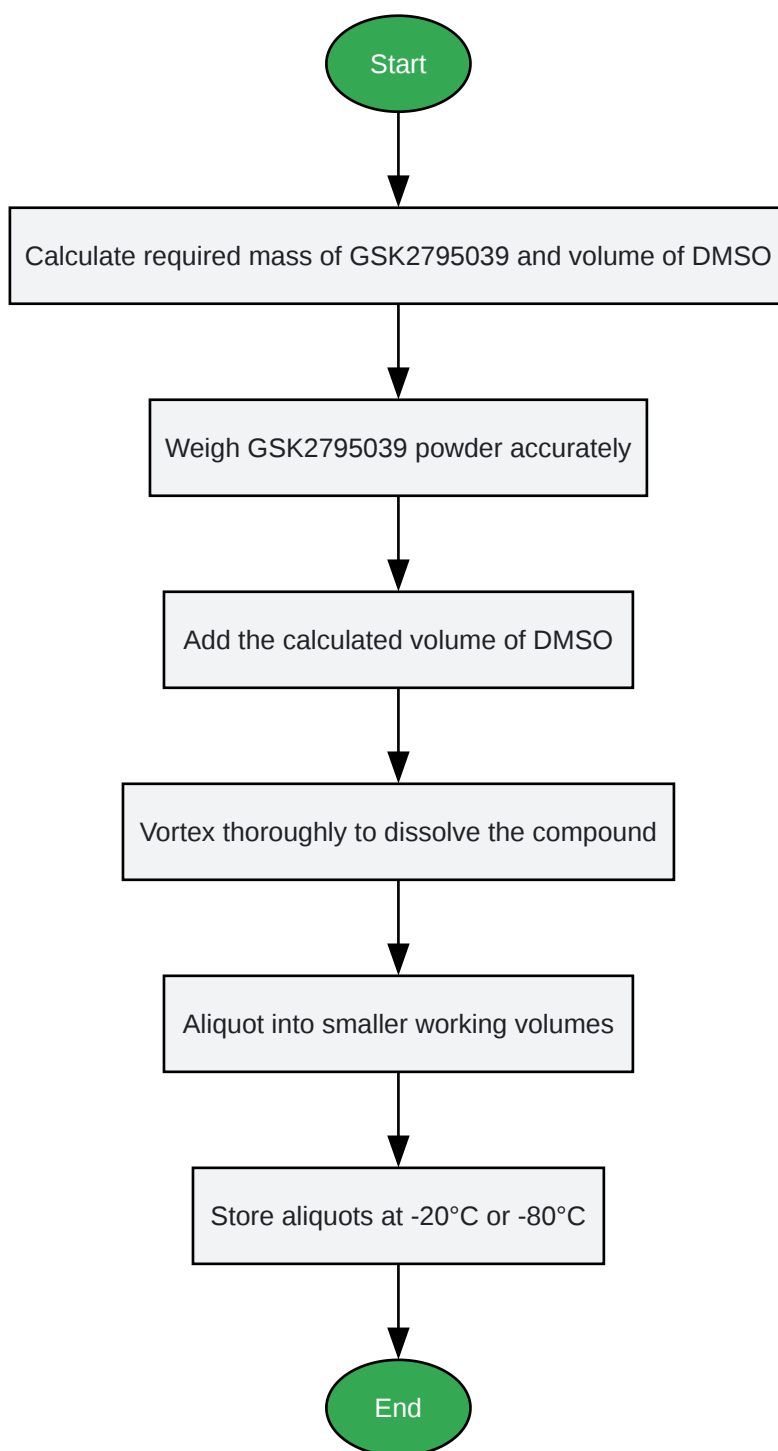 Start
Calculate required mass of GSK2795039 and volume of DMSO
Weigh GSK2795039 powder accurately
Add the calculated volume of DMSO
Vortex thoroughly to dissolve the compound
Aliquot into smaller working volumes
Store aliquots at -20°C or -80°C
End